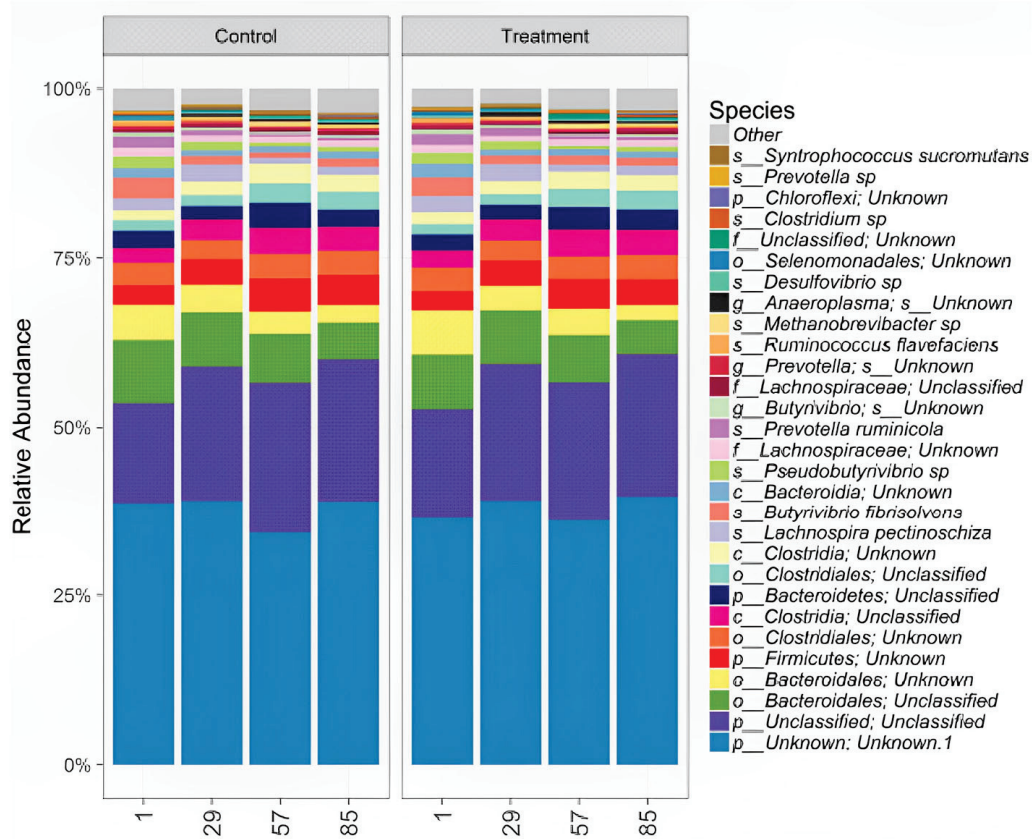 Control
Treatment
100%
75%
50%
25%
0%
Relative Abundance
1
29
57
85
1
29
57
85
Species
Other
s__Syntrophococcus sucromutans
s__Prevotella sp
p__Chloroflexi; Unknown
s__Clostridium sp
f__Unclassified; Unknown
o__Selenomonadales; Unknown
s__Desulfovibrio sp
g__Anaeroplasma; s__Unknown
s__Methanobrevibacter sp
s__Ruminococcus flavefaciens
g__Prevotella; s__Unknown
f__Lachnospiraceae; Unclassified
g__Butyrivibrio; s__Unknown
s__Prevotella ruminicola
f__Lachnospiraceae; Unknown
s__Pseudobutyrivibrio sp
c__Bacteroidia; Unknown
s__Butyrivibrio fibrisolvens
s__Lachnospira pectinoschiza
c__Clostridia; Unknown
o__Clostridiales; Unclassified
p__Bacteroidetes; Unclassified
c__Clostridia; Unclassified
o__Clostridiales; Unknown
p__Firmicutes; Unknown
o__Bacteroidales; Unknown
o__Bacteroidales; Unclassified
p__Unclassified; Unclassified
p__Unknown; Unknown.1